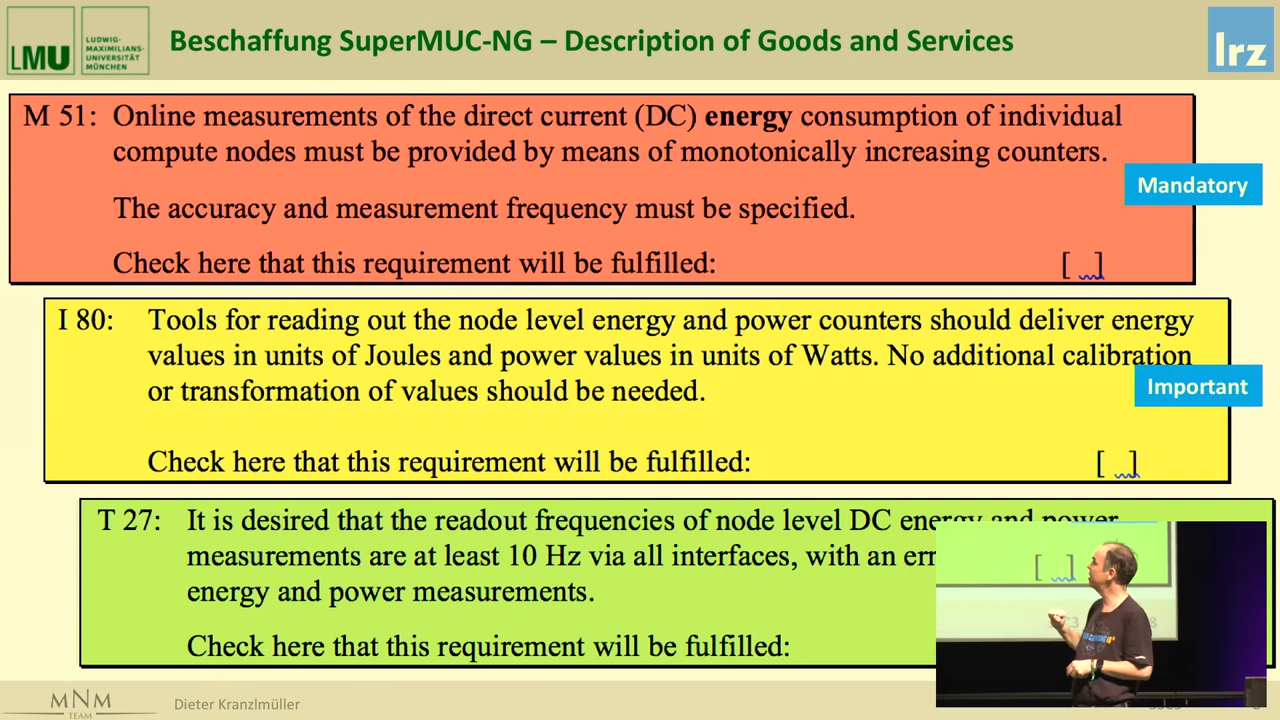 LMU
LUDWIG-
MAXIMILIANS-
UNIVERSITÄT
MÜNCHEN
Beschaffung SuperMUC-NG – Description of Goods and Services
lrz
M 51: Online measurements of the direct current (DC) energy consumption of individual
compute nodes must be provided by means of monotonically increasing counters.
Mandatory
The accuracy and measurement frequency must be specified.
Check here that this requirement will be fulfilled: [ ]
I 80: Tools for reading out the node level energy and power counters should deliver energy
values in units of Joules and power values in units of Watts. No additional calibration
or transformation of values should be needed.
Important
Check here that this requirement will be fulfilled: [ ]
T 27: It is desired that the readout frequencies of node level DC energy and power
measurements are at least 10 Hz via all interfaces, with an
energy and power measurements.
Check here that this requirement will be fulfilled:
[ ]
MNM
TEAM
Dieter Kranzlmüller